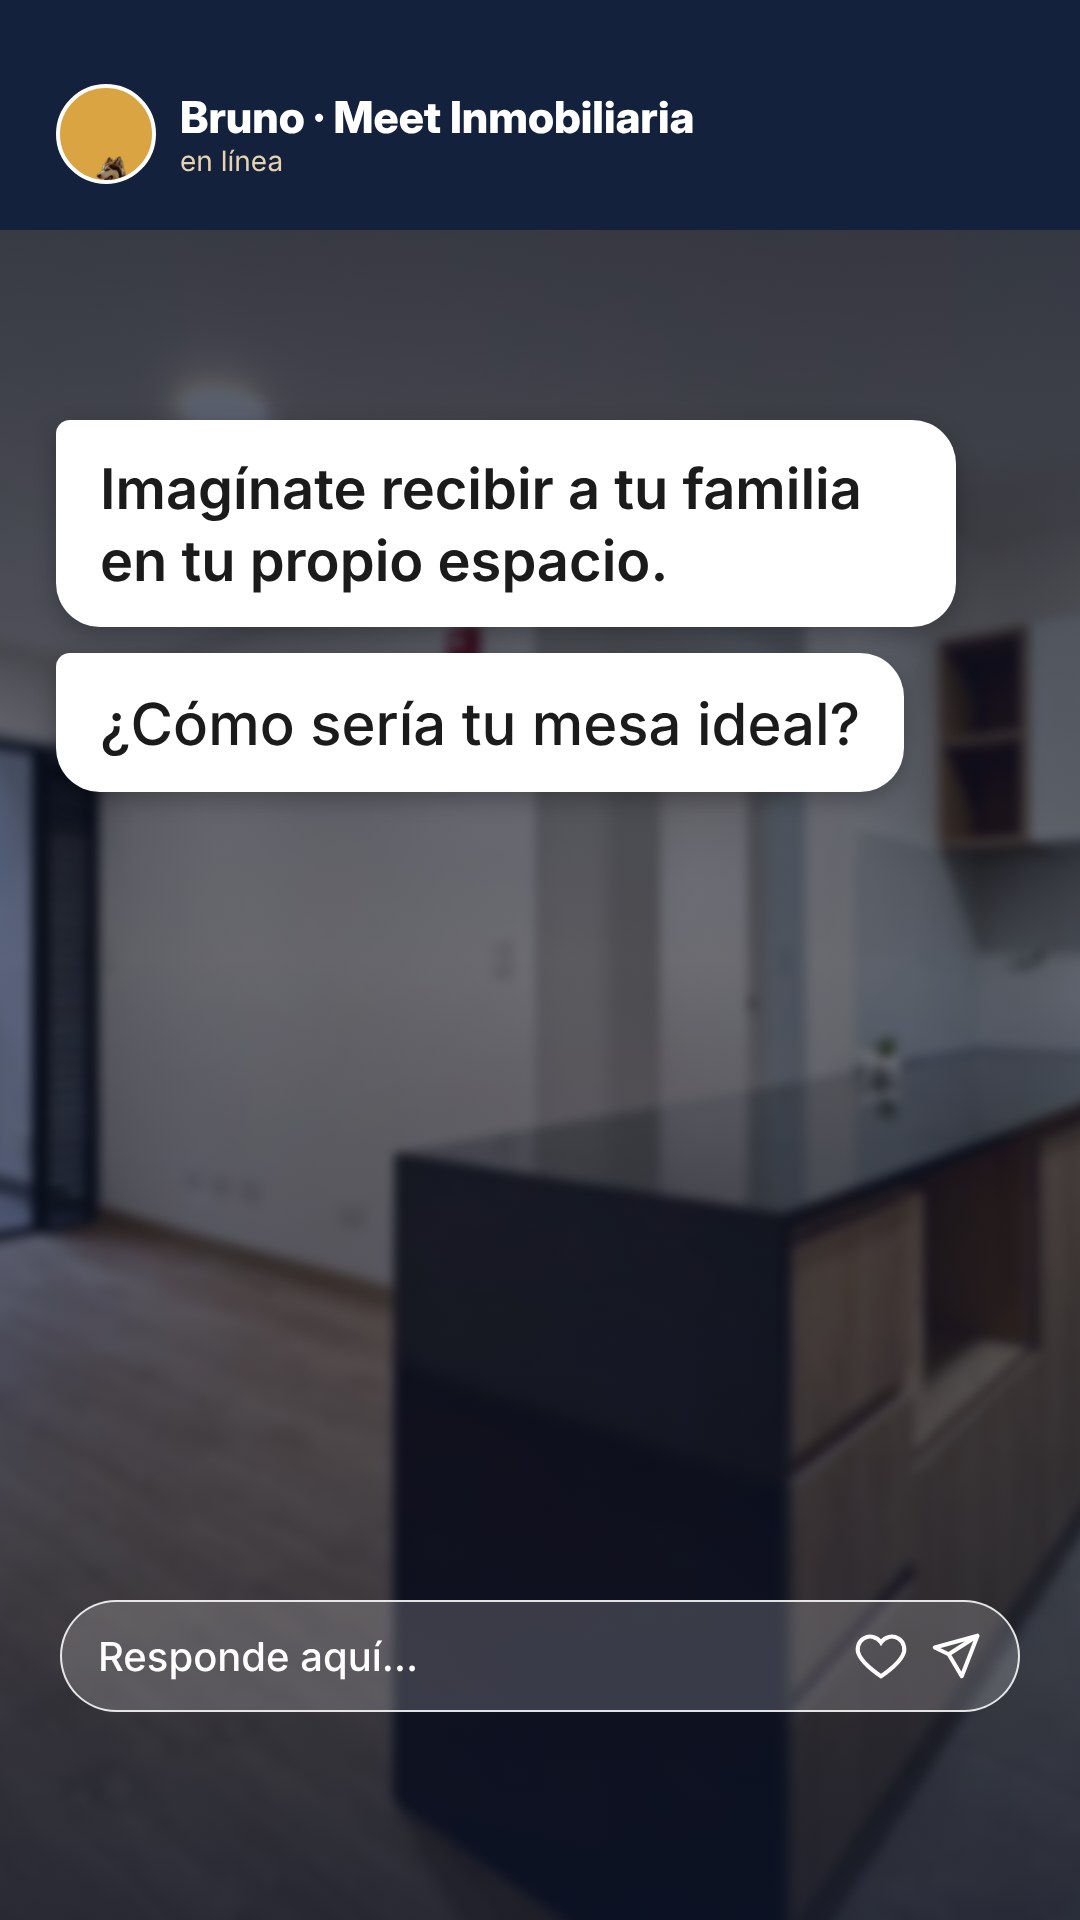 Bruno · Meet Inmobiliaria
en línea
Imagínate recibir a tu familia
en tu propio espacio.
¿Cómo sería tu mesa ideal?
Responde aquí...